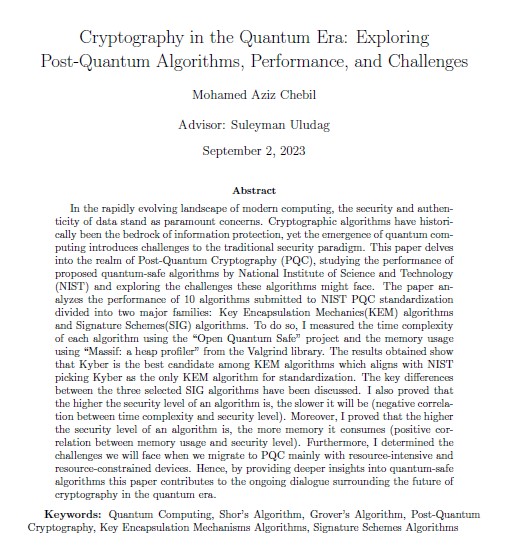 Cryptography in the Quantum Era: Exploring
Post-Quantum Algorithms, Performance, and Challenges
Mohamed Aziz Chebil
Advisor: Suleyman Uludag
September 2, 2023
Abstract
In the rapidly evolving landscape of modern computing, the security and authen-
ticity of data stand as paramount concerns. Cryptographic algorithms have histori-
cally been the bedrock of information protection, yet the emergence of quantum com-
puting introduces challenges to the traditional security paradigm. This paper delves
into the realm of Post-Quantum Cryptography (PQC), studying the performance of
proposed quantum-safe algorithms by National Institute of Science and Technology
(NIST) and exploring the challenges these algorithms might face. The paper an-
alyzes the performance of 10 algorithms submitted to NIST PQC standardization
divided into two major families: Key Encapsulation Mechanics(KEM) algorithms
and Signature Schemes(SIG) algorithms. To do so, I measured the time complexity
of each algorithm using the “Open Quantum Safe” project and the memory usage
using “Massif: a heap profiler” from the Valgrind library. The results obtained show
that Kyber is the best candidate among KEM algorithms which aligns with NIST
picking Kyber as the only KEM algorithm for standardization. The key differences
between the three selected SIG algorithms have been discussed. I also proved that
the higher the security level of an algorithm is, the slower it will be (negative correla-
tion between time complexity and security level). Moreover, I proved that the higher
the security level of an algorithm is, the more memory it consumes (positive cor-
relation between memory usage and security level). Furthermore, I determined the
challenges we will face when we migrate to PQC mainly with resource-intensive and
resource-constrained devices. Hence, by providing deeper insights into quantum-safe
algorithms this paper contributes to the ongoing dialogue surrounding the future of
cryptography in the quantum era.
Keywords: Quantum Computing, Shor's Algorithm, Grover's Algorithm, Post-Quantum
Cryptography, Key Encapsulation Mechanisms Algorithms, Signature Schemes Algorithms